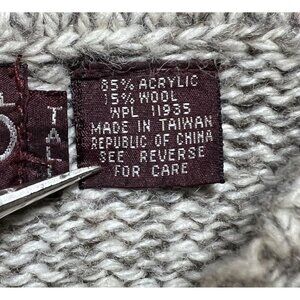 85% ACRYLIC
15% WOOL
WPL 11935
MADE IN TAIWAN
REPUBLIC OF CHINA
SEE REVERSE
FOR CARE